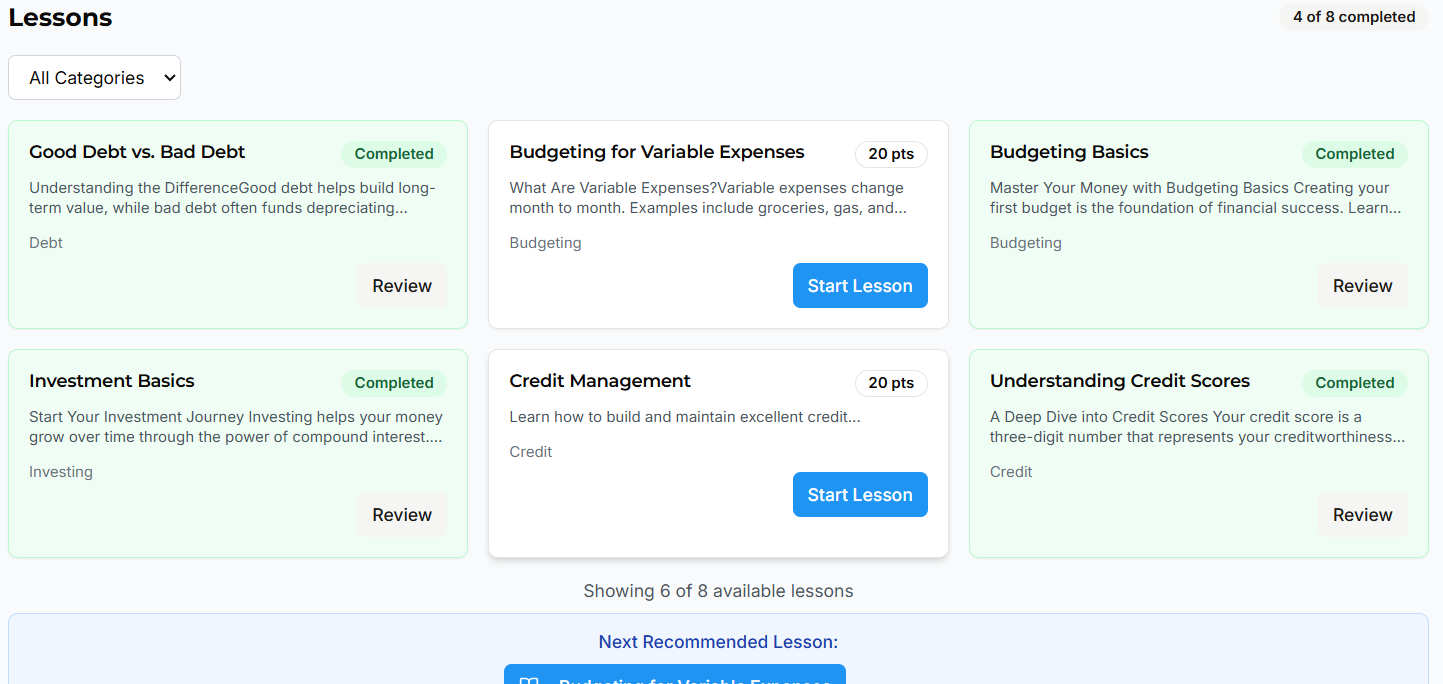 Lessons
4 of 8 completed
All Categories
Good Debt vs. Bad Debt
Completed
Understanding the DifferenceGood debt helps build long-
term value, while bad debt often funds depreciating...
Debt
Review
Budgeting for Variable Expenses
20 pts
What Are Variable Expenses?Variable expenses change
month to month. Examples include groceries, gas, and...
Budgeting
Start Lesson
Budgeting Basics
Completed
Master Your Money with Budgeting Basics Creating your
first budget is the foundation of financial success. Learn...
Budgeting
Review
Investment Basics
Completed
Start Your Investment Journey Investing helps your money
grow over time through the power of compound interest....
Investing
Review
Credit Management
20 pts
Learn how to build and maintain excellent credit...
Credit
Start Lesson
Understanding Credit Scores
Completed
A Deep Dive into Credit Scores Your credit score is a
three-digit number that represents your creditworthiness...
Credit
Review
Showing 6 of 8 available lessons
Next Recommended Lesson:
Budgeting for Variable Expenses